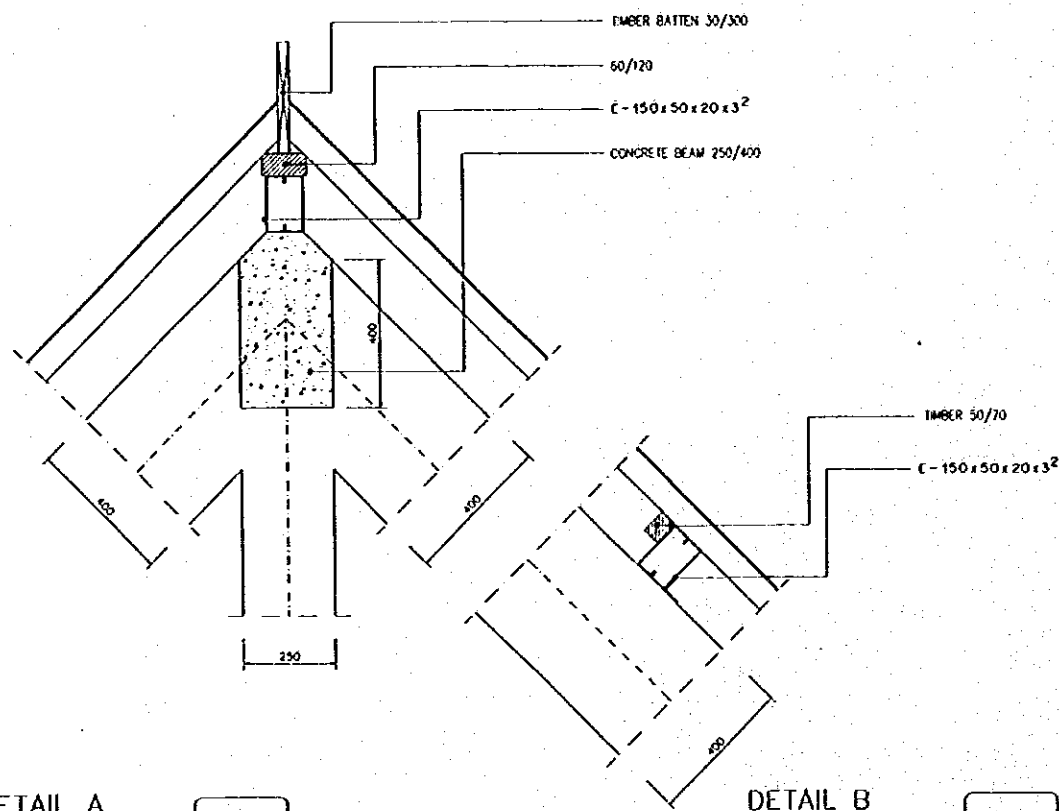 TIMBER BATTEN 30/300
60/120
C-150x50x20x3²
CONCRETE BEAM 250/400
400
400
400
250
TIMBER 50/70
C-150x50x20x3²
400
ETAIL A
DETAIL B